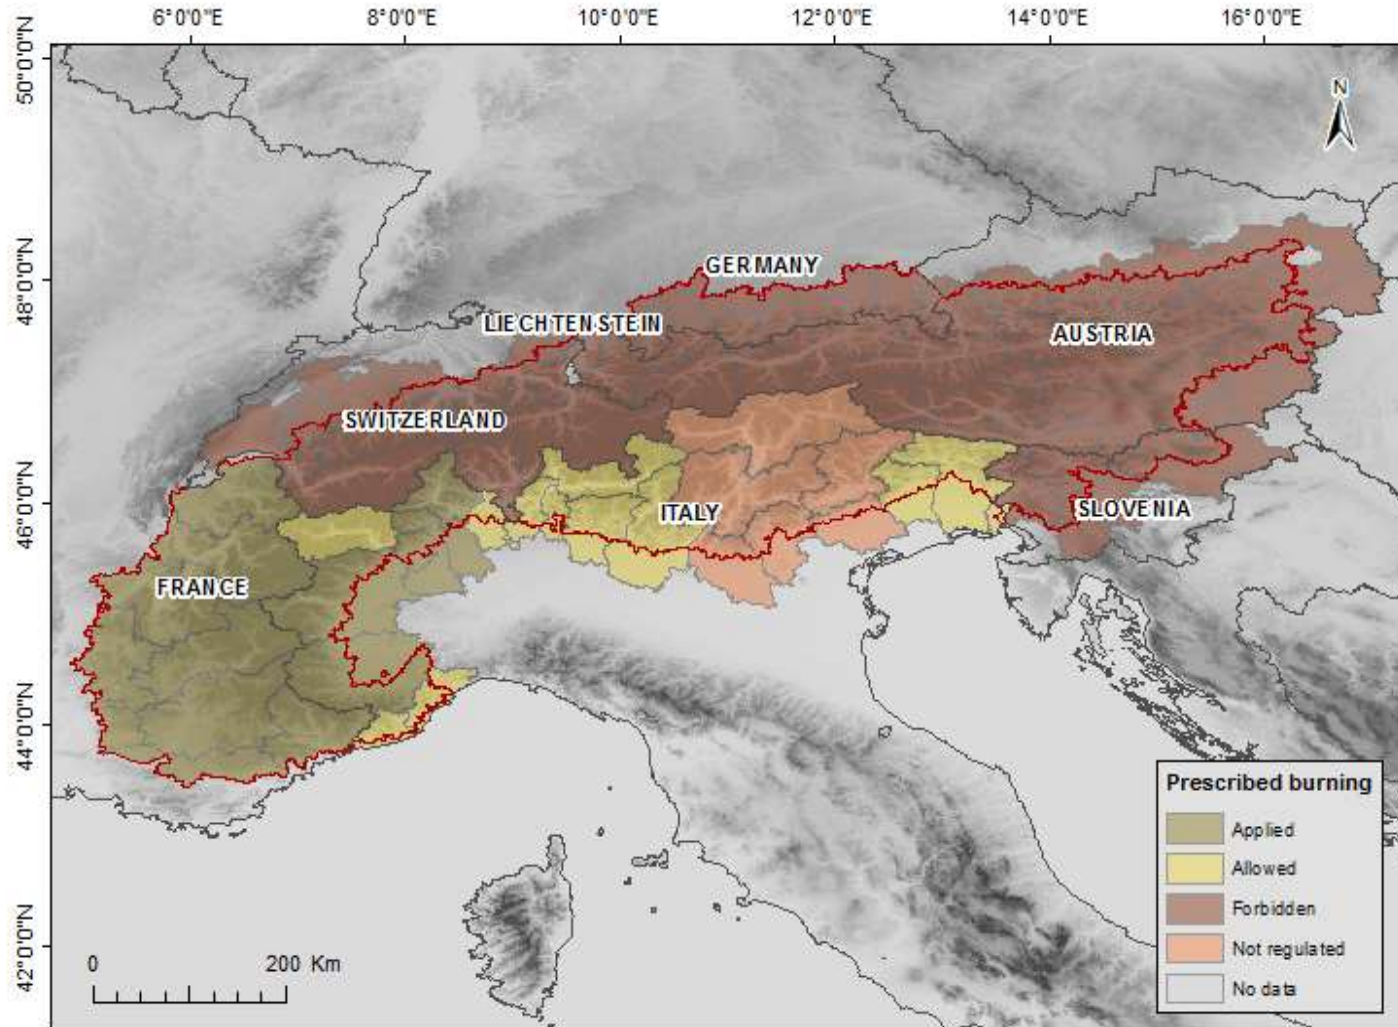 6°0'0"E 8°0'0"E 10°0'0"E 12°0'0"E 14°0'0"E 16°0'0"E
50°0'0"N
N
48°0'0"N
GERMANY
LIECHTENSTEIN
AUSTRIA
SWITZERLAND
46°0'0"N
ITALY
SLOVENIA
FRANCE
44°0'0"N
Prescribed burning
Applied
Allowed
Forbidden
Not regulated
No data
42°0'0"N
0 200 Km